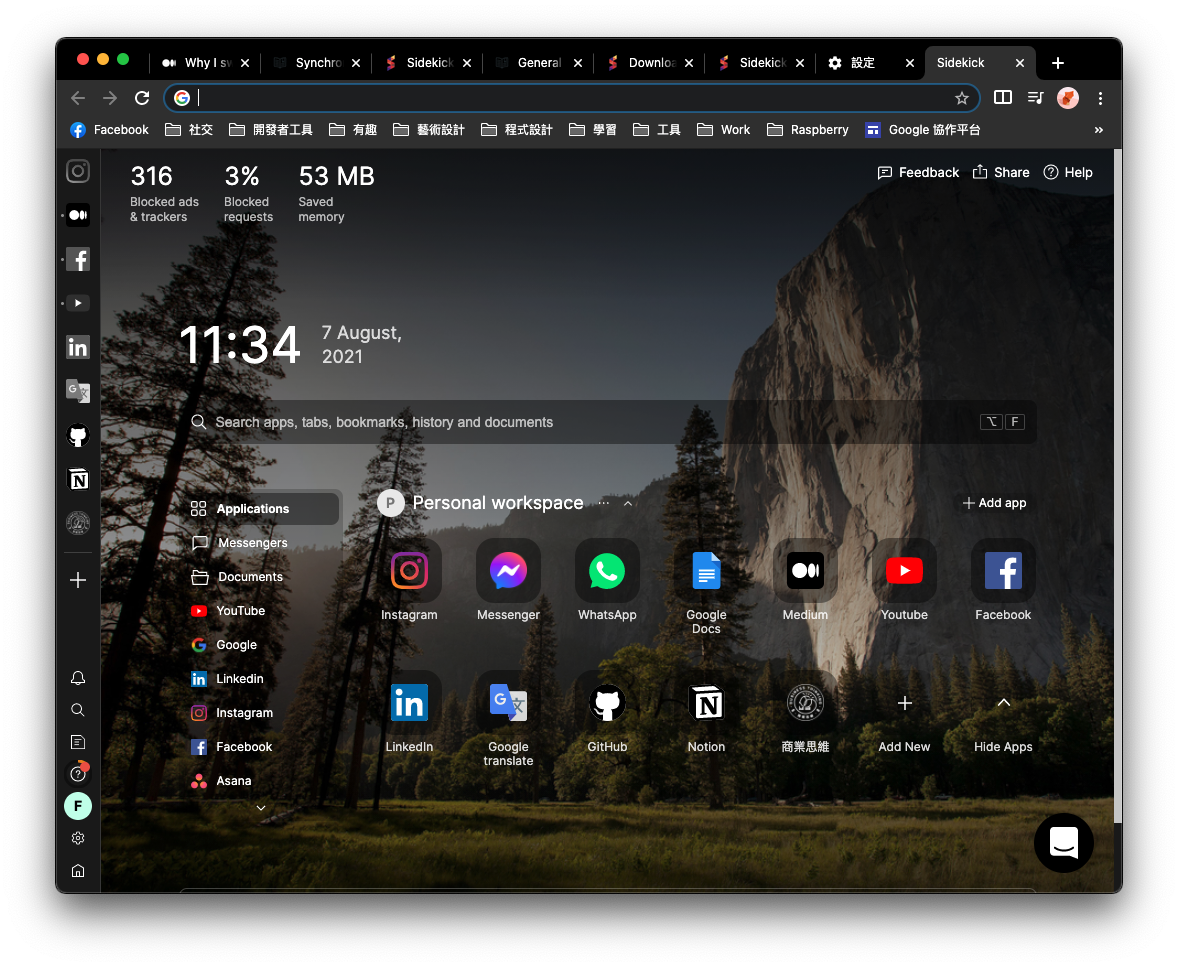 Why I sw
Synchro
Sidekick
General
Downloa
Sidekick
設定
Sidekick
Facebook
社交
開發者工具
有趣
藝術設計
程式設計
學習
工具
Work
Raspberry
Google 協作平台
316
3%
53 MB
Blocked ads
& trackers
Blocked
requests
Saved
memory
Feedback
Share
Help
11:34
7 August,
2021
Search apps, tabs, bookmarks, history and documents
⌥ F
Applications
Messengers
Documents
YouTube
Google
Linkedin
Instagram
Facebook
Asana
P Personal workspace
Add app
Instagram
Messenger
WhatsApp
Google
Docs
Medium
Youtube
Facebook
LinkedIn
Google
translate
GitHub
Notion
商業思維
Add New
Hide Apps
F